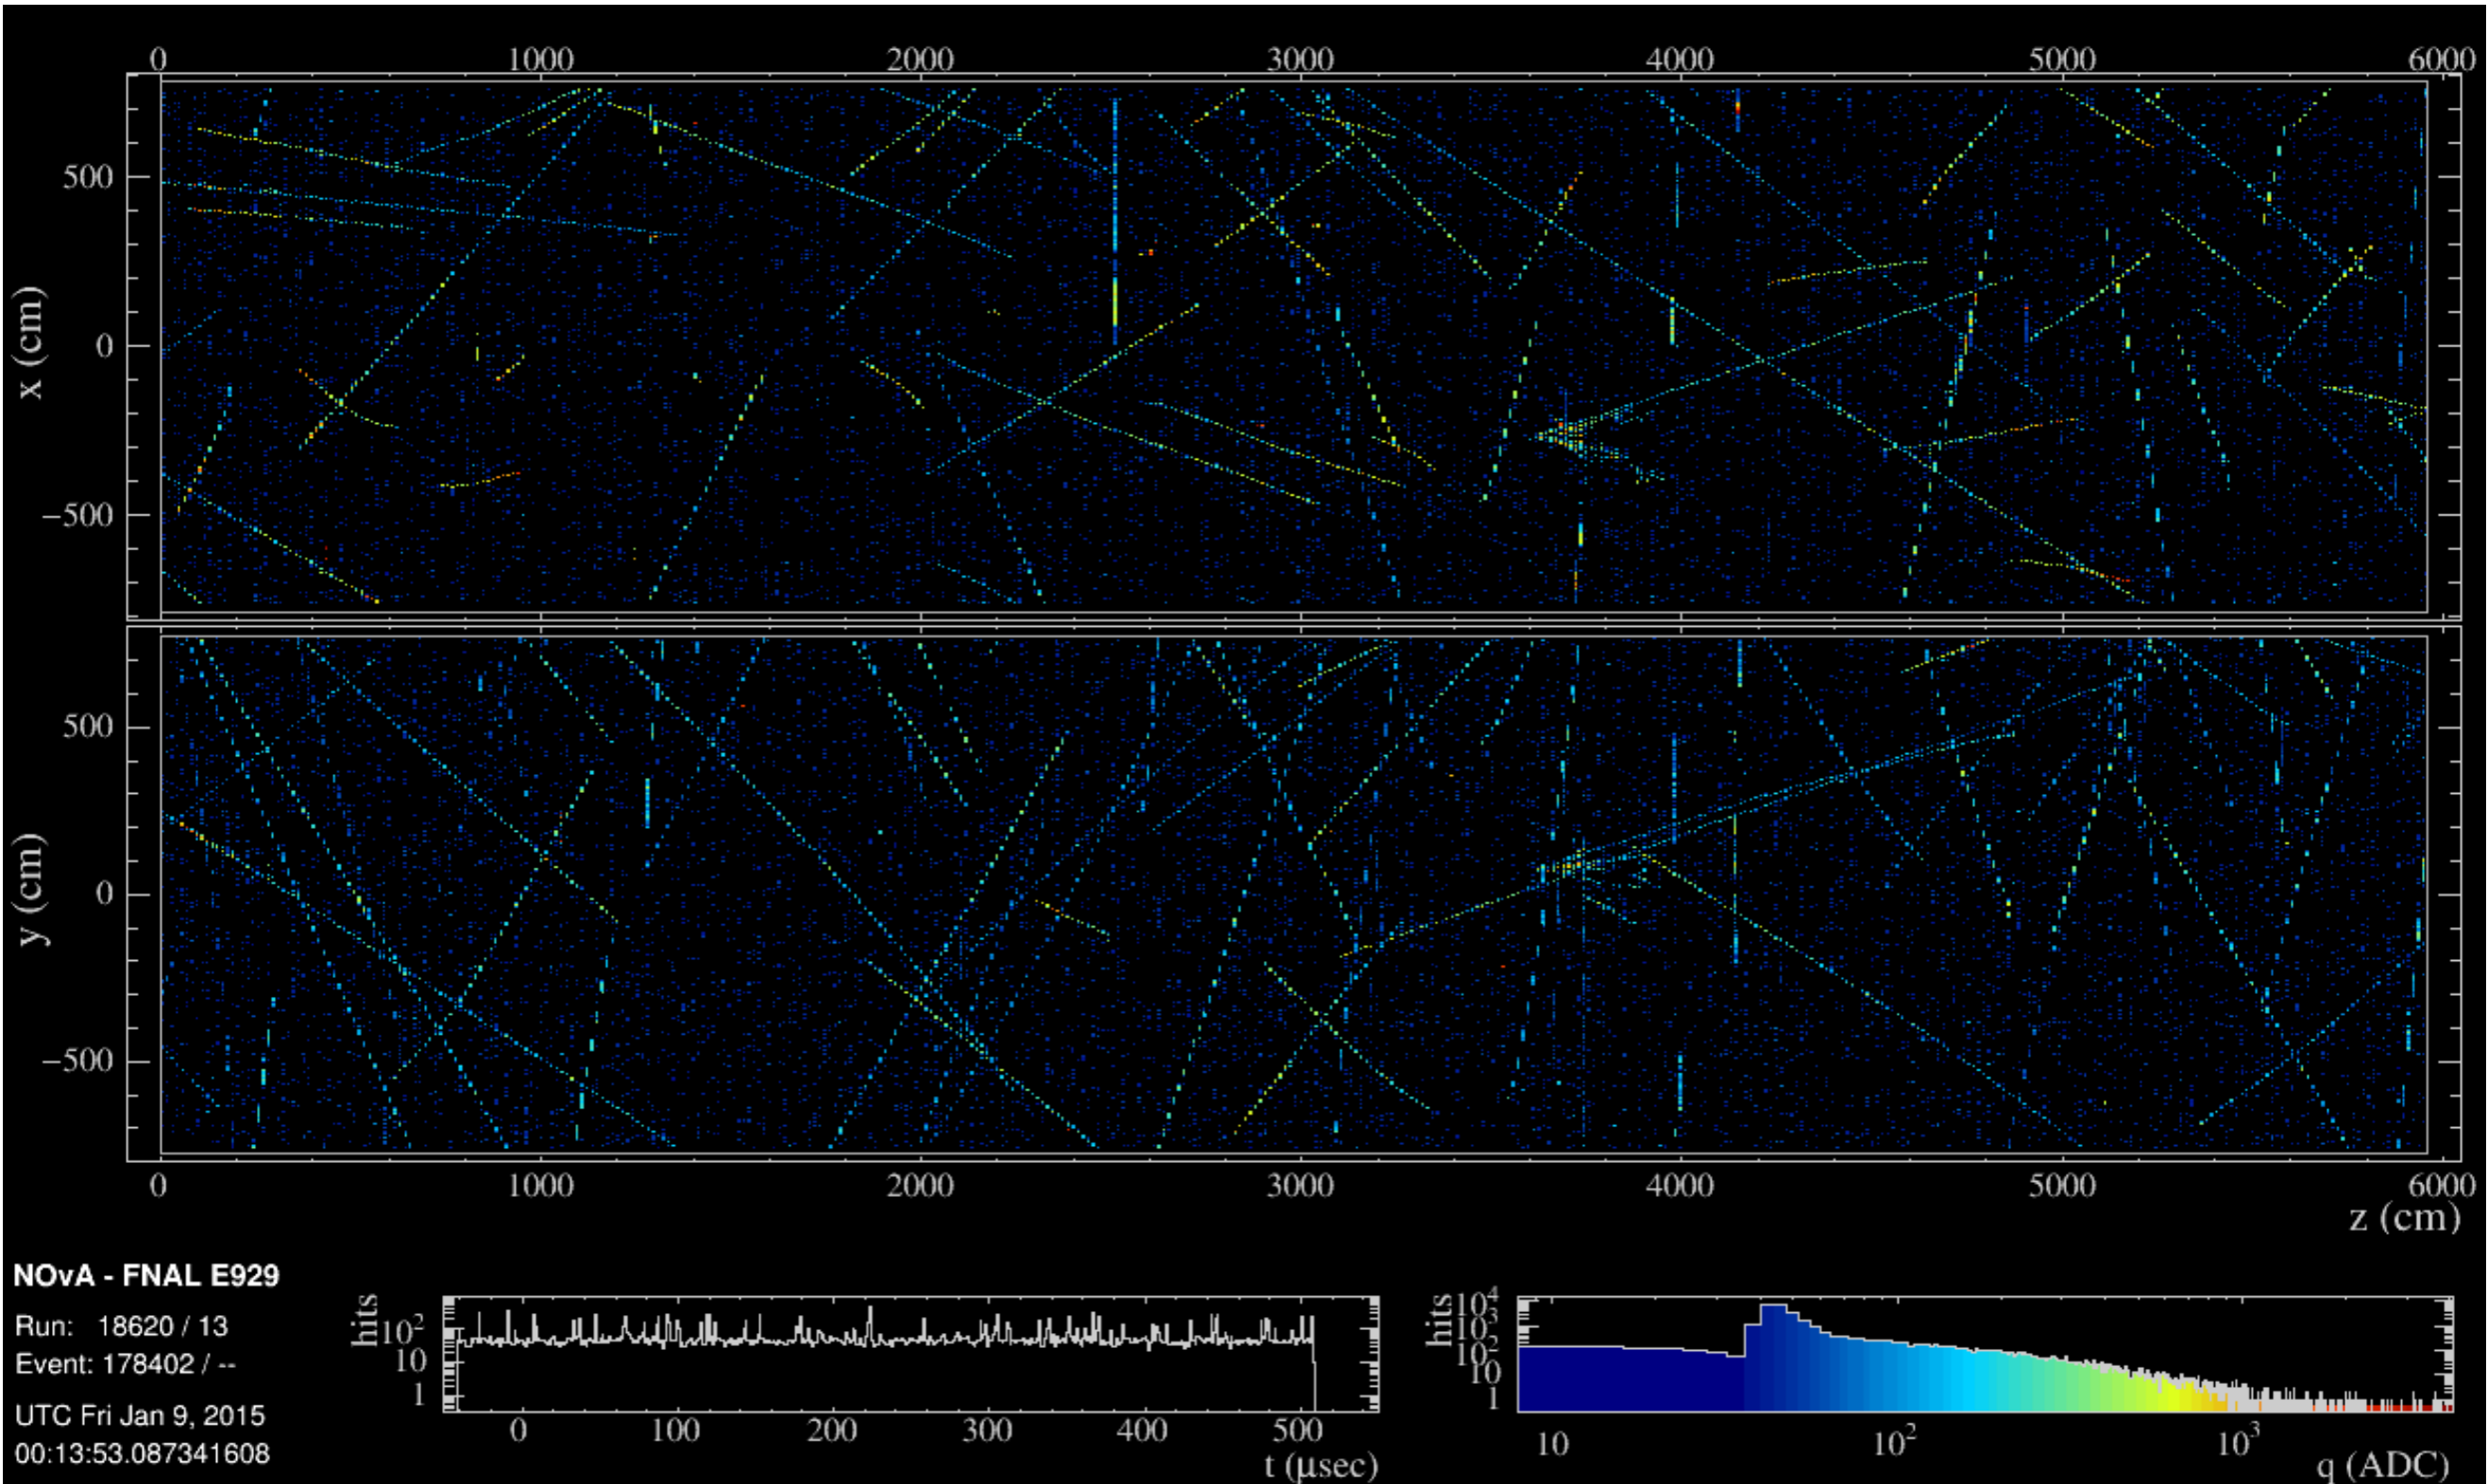 0 1000 2000 3000 4000 5000 6000
500
0
−500
x (cm)
500
0
−500
y (cm)
0 1000 2000 3000 4000 5000 6000
z (cm)
NOvA - FNAL E929
Run: 18620 / 13
Event: 178402 / --
UTC Fri Jan 9, 2015
00:13:53.087341608
hits
10²
10
1
0 100 200 300 400 500
t (μsec)
hits
10⁴
10³
10²
10
1
10 10² 10³
q (ADC)